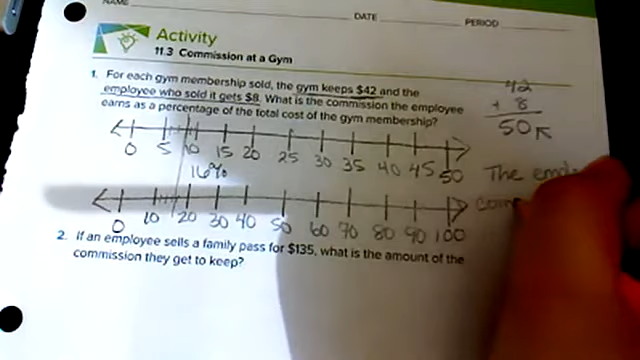 NAME DATE PERIOD
Activity
11.3 Commission at a Gym
1. For each gym membership sold, the gym keeps $42 and the
employee who sold it gets $8. What is the commission the employee
earns as a percentage of the total cost of the gym membership?
42
+ 8
50
0 5 10 15 20 25 30 35 40 45 50
The
16%
0 10 20 30 40 50 60 70 80 90 100
2. If an employee sells a family pass for $135, what is the amount of the
commission they get to keep?